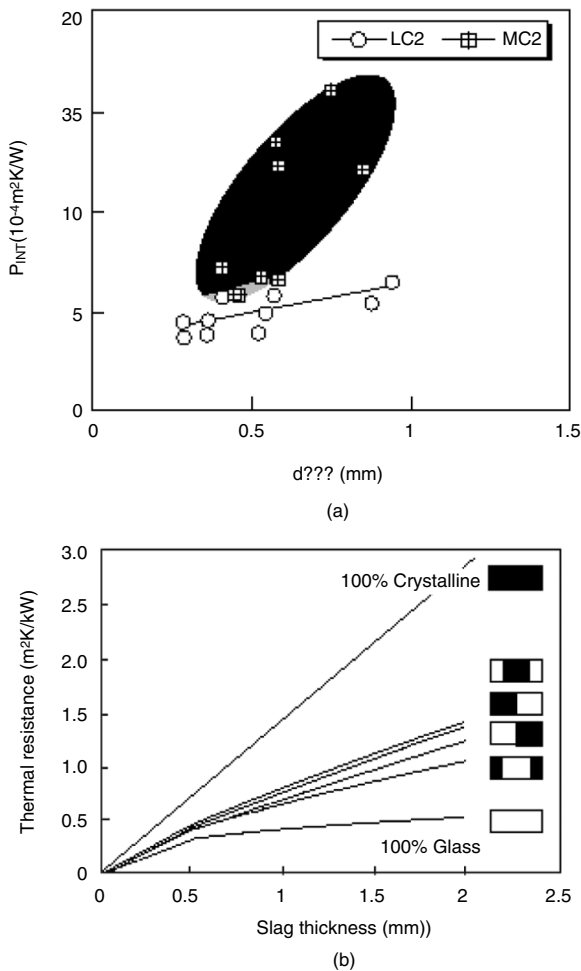 20
LC2 MC2
35
10
5
0
PINT(10-4m2K/W)
0 0.5 1 1.5
d??? (mm)
(a)
3.0
100% Crystalline
2.5
2.0
1.5
1.0
0.5
100% Glass
0
Thermal resistance (m2K/kW)
0 0.5 1 1.5 2 2.5
Slag thickness (mm))
(b)